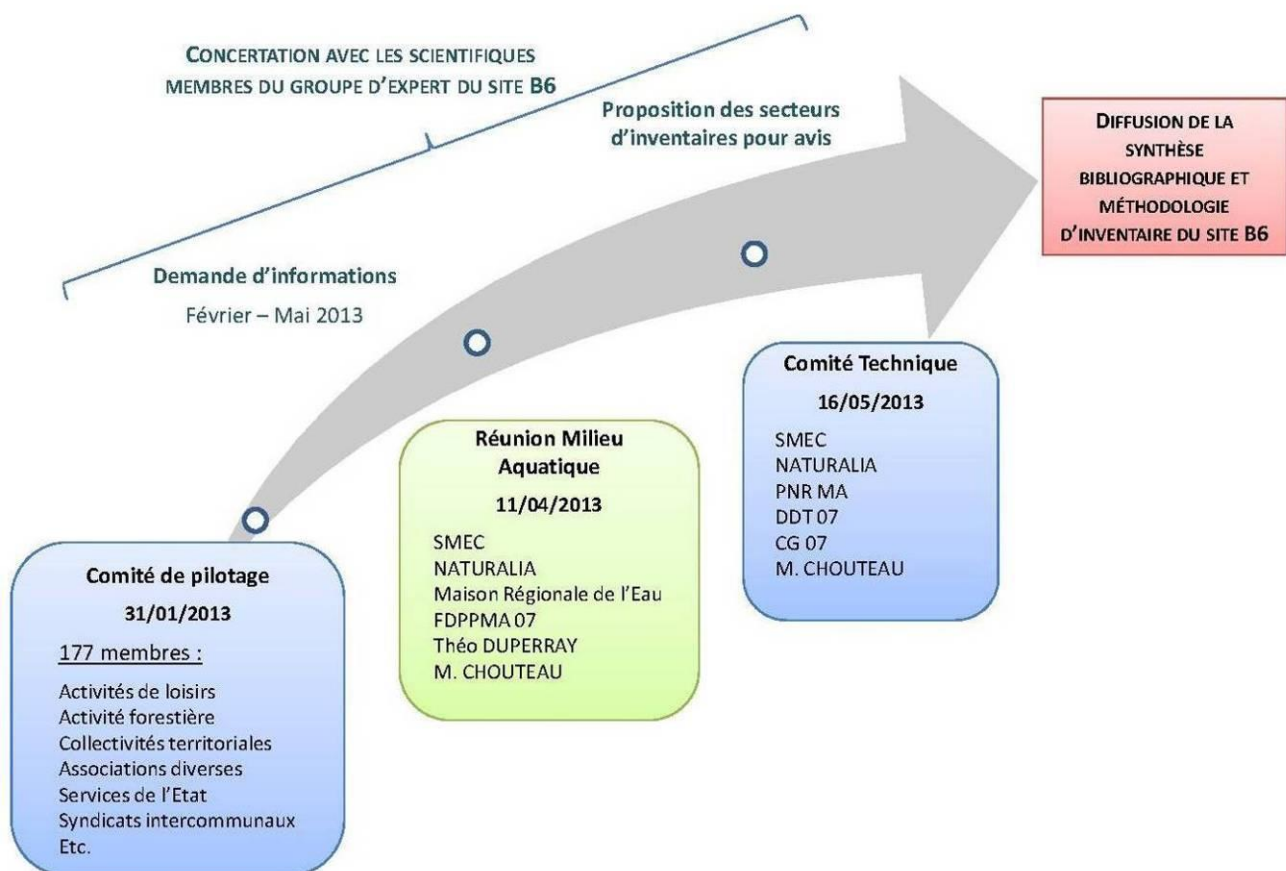 CONCERTATION AVEC LES SCIENTIFIQUES
MEMBRES DU GROUPE D'EXPERT DU SITE B6
Proposition des secteurs
d'inventaires pour avis
DIFFUSION DE LA
SYNTHÈSE
BIBLIOGRAPHIQUE ET
MÉTHODOLOGIE
D'INVENTAIRE DU SITE B6
Demande d'informations
Février – Mai 2013
Comité de pilotage
31/01/2013
177 membres :
Activités de loisirs
Activité forestière
Collectivités territoriales
Associations diverses
Services de l'Etat
Syndicats intercommunaux
Etc.
Réunion Milieu
Aquatique
11/04/2013
SMEC
NATURALIA
Maison Régionale de l'Eau
FDPPMA 07
Théo DUPERRAY
M. CHOUTEAU
Comité Technique
16/05/2013
SMEC
NATURALIA
PNR MA
DDT 07
CG 07
M. CHOUTEAU